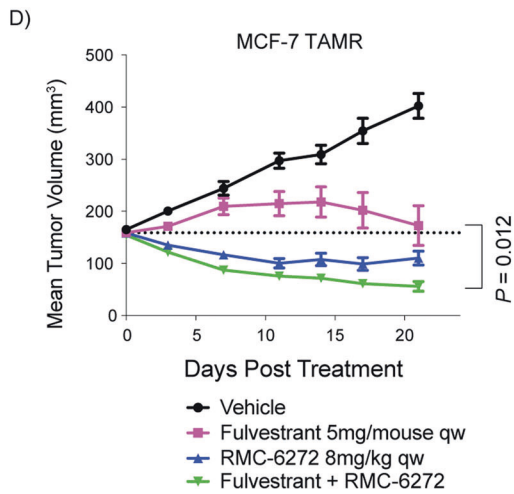 D)
MCF-7 TAMR
Mean Tumor Volume (mm³)
500
400
300
200
100
0
P = 0.012
0
5
10
15
20
Days Post Treatment
Vehicle
Fulvestrant 5mg/mouse qw
RMC-6272 8mg/kg qw
Fulvestrant + RMC-6272